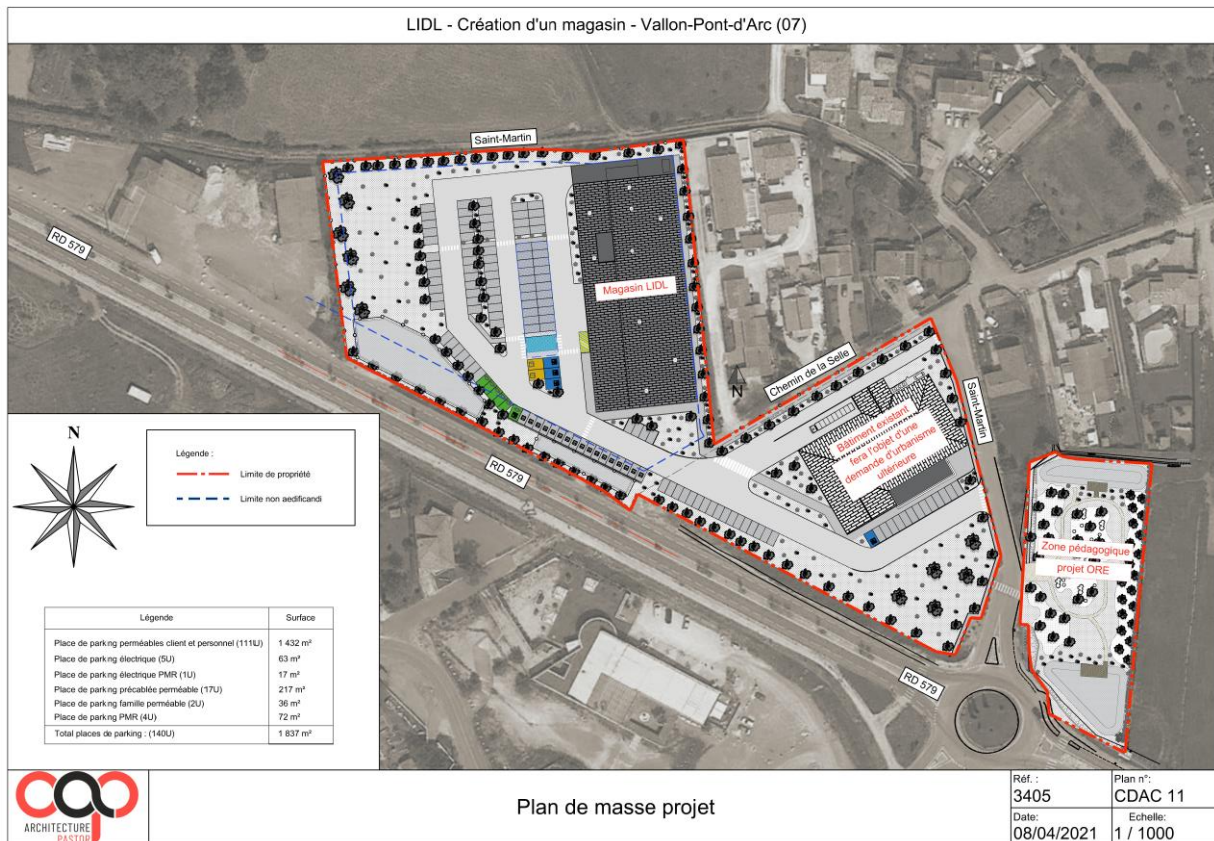 LIDL - Création d'un magasin - Vallon-Pont-d'Arc (07)
Saint-Martin
RD 579
Magasin LIDL
N
Chemin de la Selle
Saint-Martin
Bâtiment existant
fera l'objet d'une
demande d'urbanisme
ultérieure
RD 579
Zone pédagogique
projet ORE
RD 579
N
Légende :
Limite de propriété
Limite non aedificandi
Légende Surface
Place de parking perméables client et personnel (111U) 1 432 m²
Place de parking électrique (5U) 63 m²
Place de parking électrique PMR (1U) 17 m²
Place de parking précablée perméable (17U) 217 m²
Place de parking famille perméable (2U) 36 m²
Place de parking PMR (4U) 72 m²
Total places de parking : (140U) 1 837 m²
cap
ARCHITECTURE
PASTOR
Plan de masse projet
Réf. :
3405
Plan n°:
CDAC 11
Date:
08/04/2021
Echelle:
1 / 1000